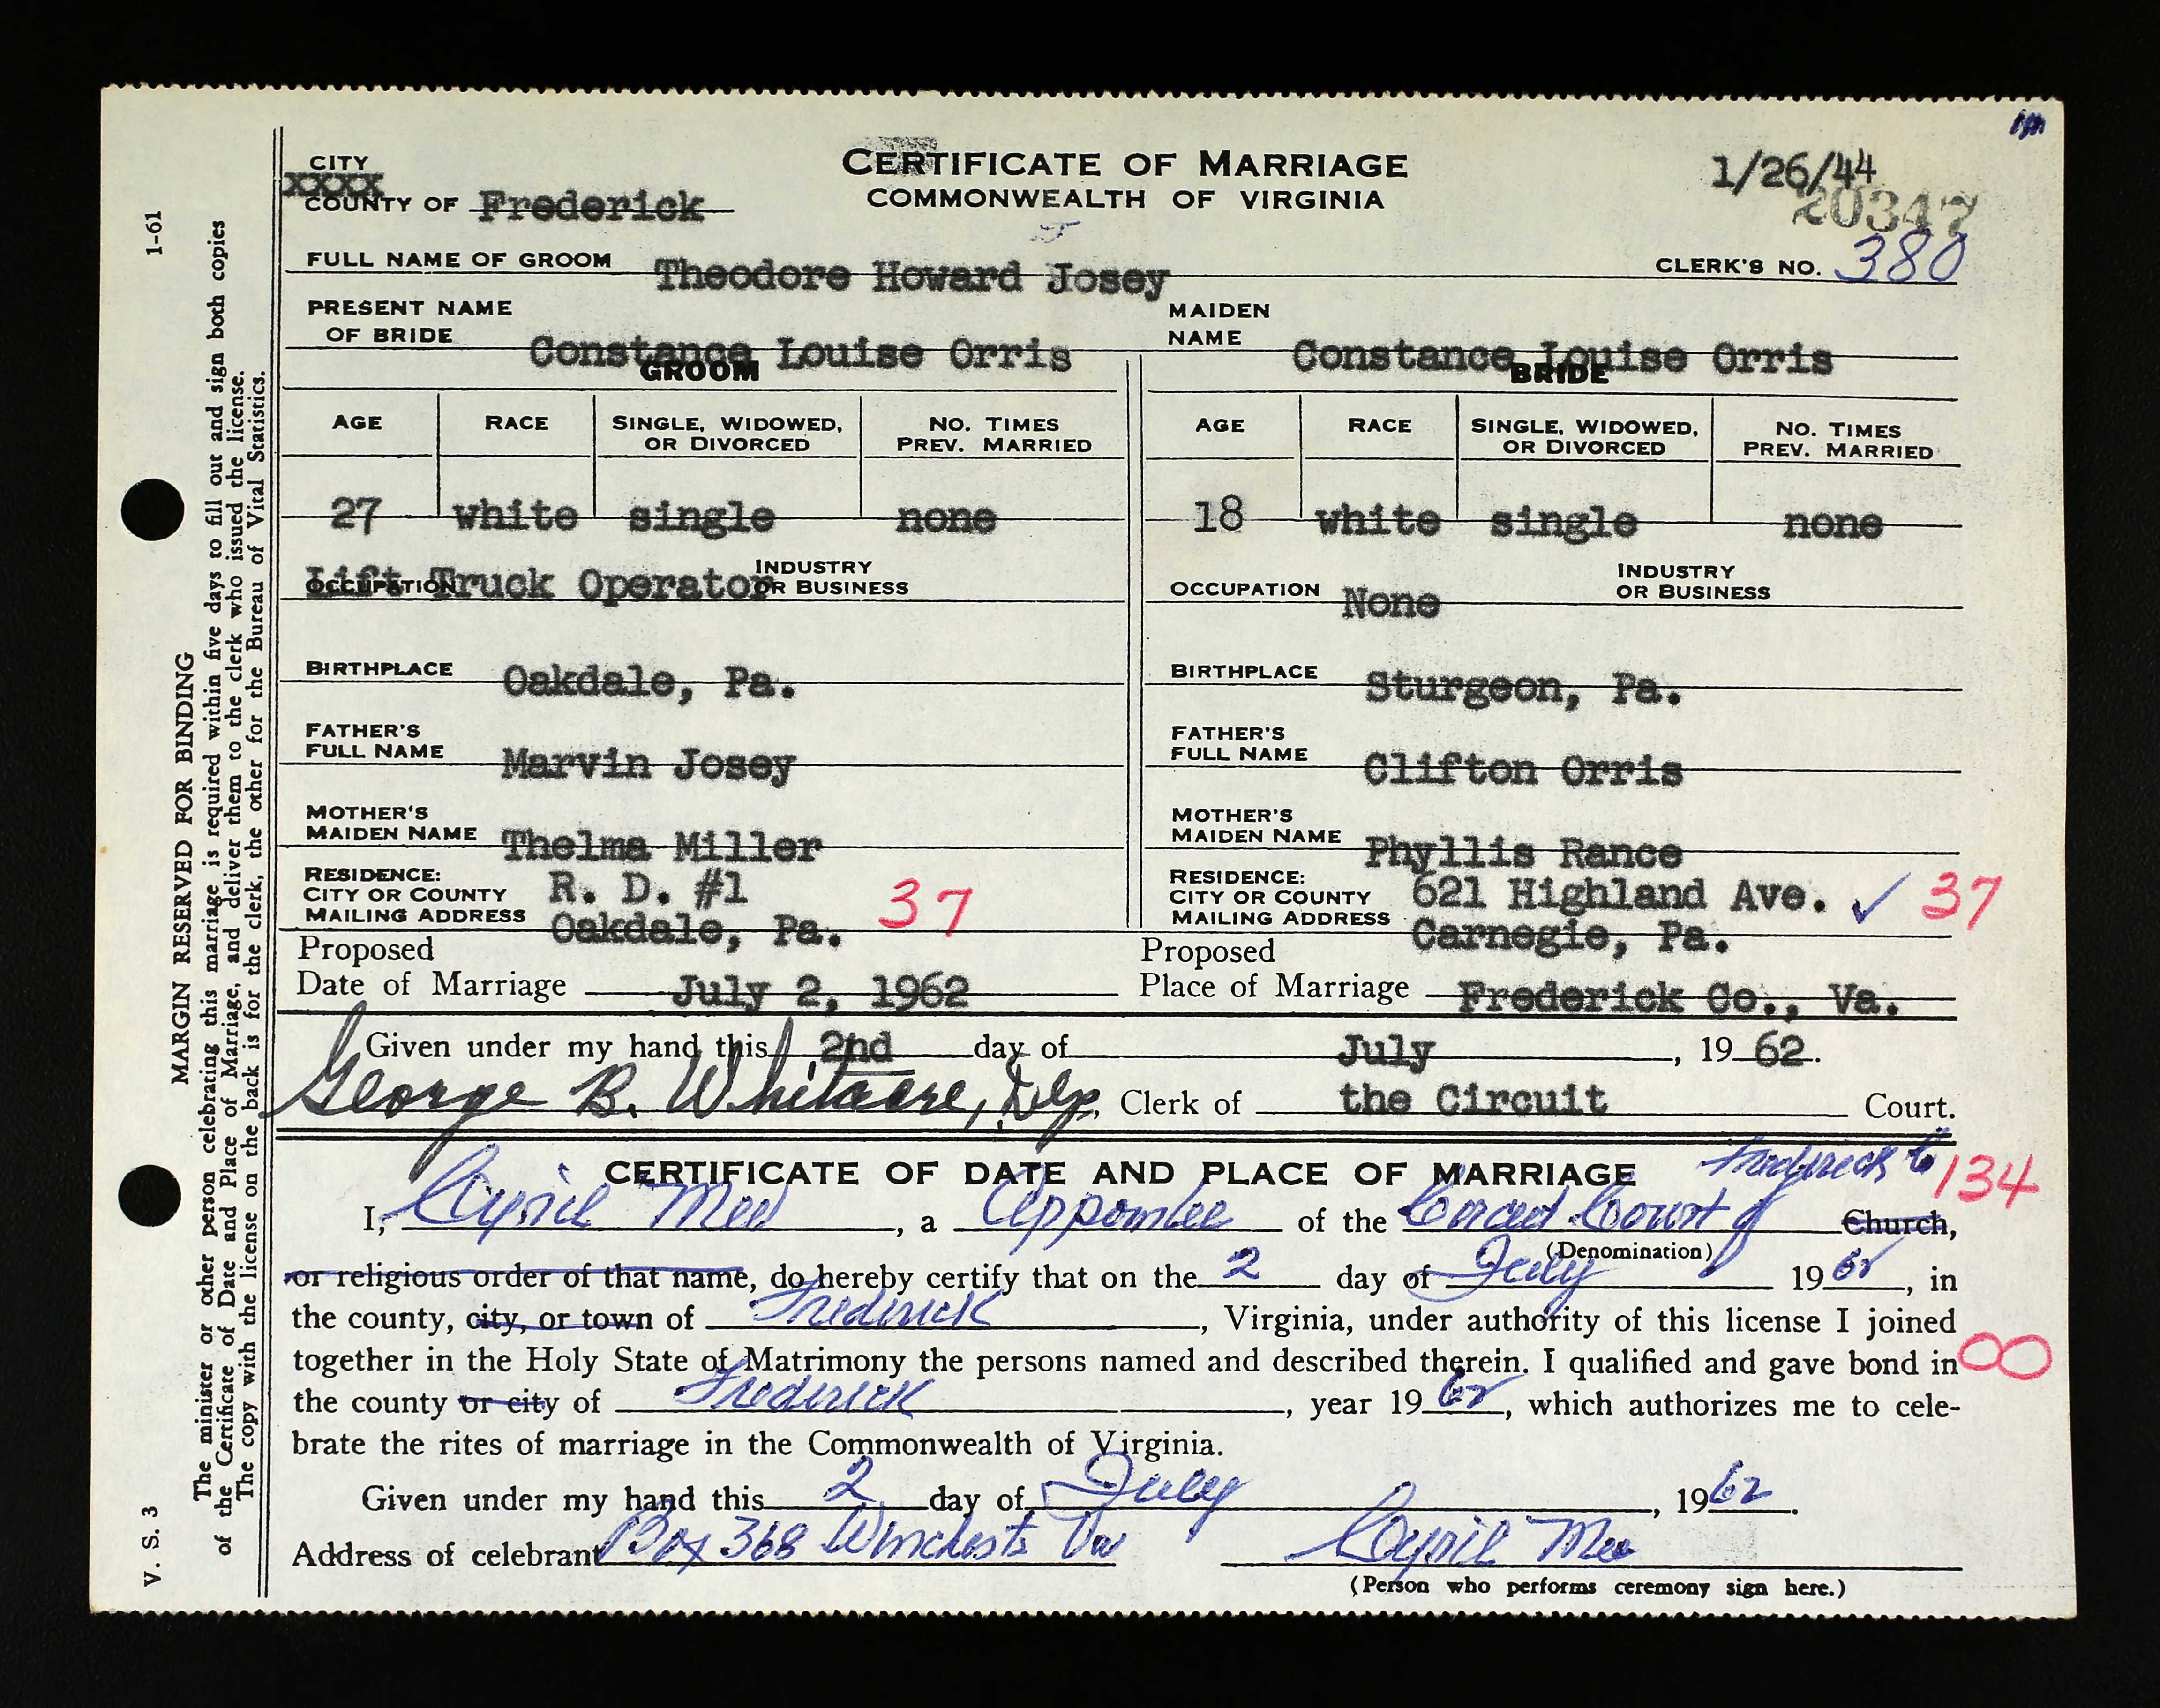 CERTIFICATE OF MARRIAGE
COMMONWEALTH OF VIRGINIA
1/26/44
20347
CITY
XXXX
COUNTY OF Frederick
FULL NAME OF GROOM Theodore Howard Josey CLERK'S NO. 380
PRESENT NAME OF BRIDE Constance Louise Orris MAIDEN NAME Constance Louise Orris
GROOM BRIDE
AGE RACE SINGLE, WIDOWED, OR DIVORCED NO. TIMES PREV. MARRIED AGE RACE SINGLE, WIDOWED, OR DIVORCED NO. TIMES PREV. MARRIED
27 white single none 18 white single none
OCCUPATION Lift Truck Operator INDUSTRY OR BUSINESS OCCUPATION None INDUSTRY OR BUSINESS
BIRTHPLACE Oakdale, Pa. BIRTHPLACE Sturgeon, Pa.
FATHER'S FULL NAME Marvin Josey FATHER'S FULL NAME Clifton Orris
MOTHER'S MAIDEN NAME Thelma Miller MOTHER'S MAIDEN NAME Phyllis Rance
RESIDENCE: CITY OR COUNTY MAILING ADDRESS R. D. #1 Oakdale, Pa. 37 RESIDENCE: CITY OR COUNTY MAILING ADDRESS 621 Highland Ave. Carnegie, Pa. ✓ 37
Proposed Date of Marriage July 2, 1962 Proposed Place of Marriage Frederick Co., Va.
Given under my hand this 2nd day of July, 1962.
George B. Whitacre, Dep. Clerk of the Circuit Court.
CERTIFICATE OF DATE AND PLACE OF MARRIAGE Frederick Co 134
I, Cyril Mee, a of the Court of Church,
(Denomination)
or religious order of that name, do hereby certify that on the 2 day of July 1962, in
the county, city, or town of Frederick, Virginia, under authority of this license I joined
together in the Holy State of Matrimony the persons named and described therein. I qualified and gave bond in 00
the county or city of Frederick, year 1962, which authorizes me to cele-
brate the rites of marriage in the Commonwealth of Virginia.
Given under my hand this 2 day of July, 1962.
Address of celebrant Box 368 Winchester Va Cyril Mee
(Person who performs ceremony sign here.)
1-61
MARGIN RESERVED FOR BINDING
V. S. 3
The minister or other person celebrating this marriage is required within five days to fill out and sign both copies
of the Certificate of Date and Place of Marriage, and deliver them to the clerk who issued the license.
The copy with the license on the back is for the clerk, the other for the Bureau of Vital Statistics.